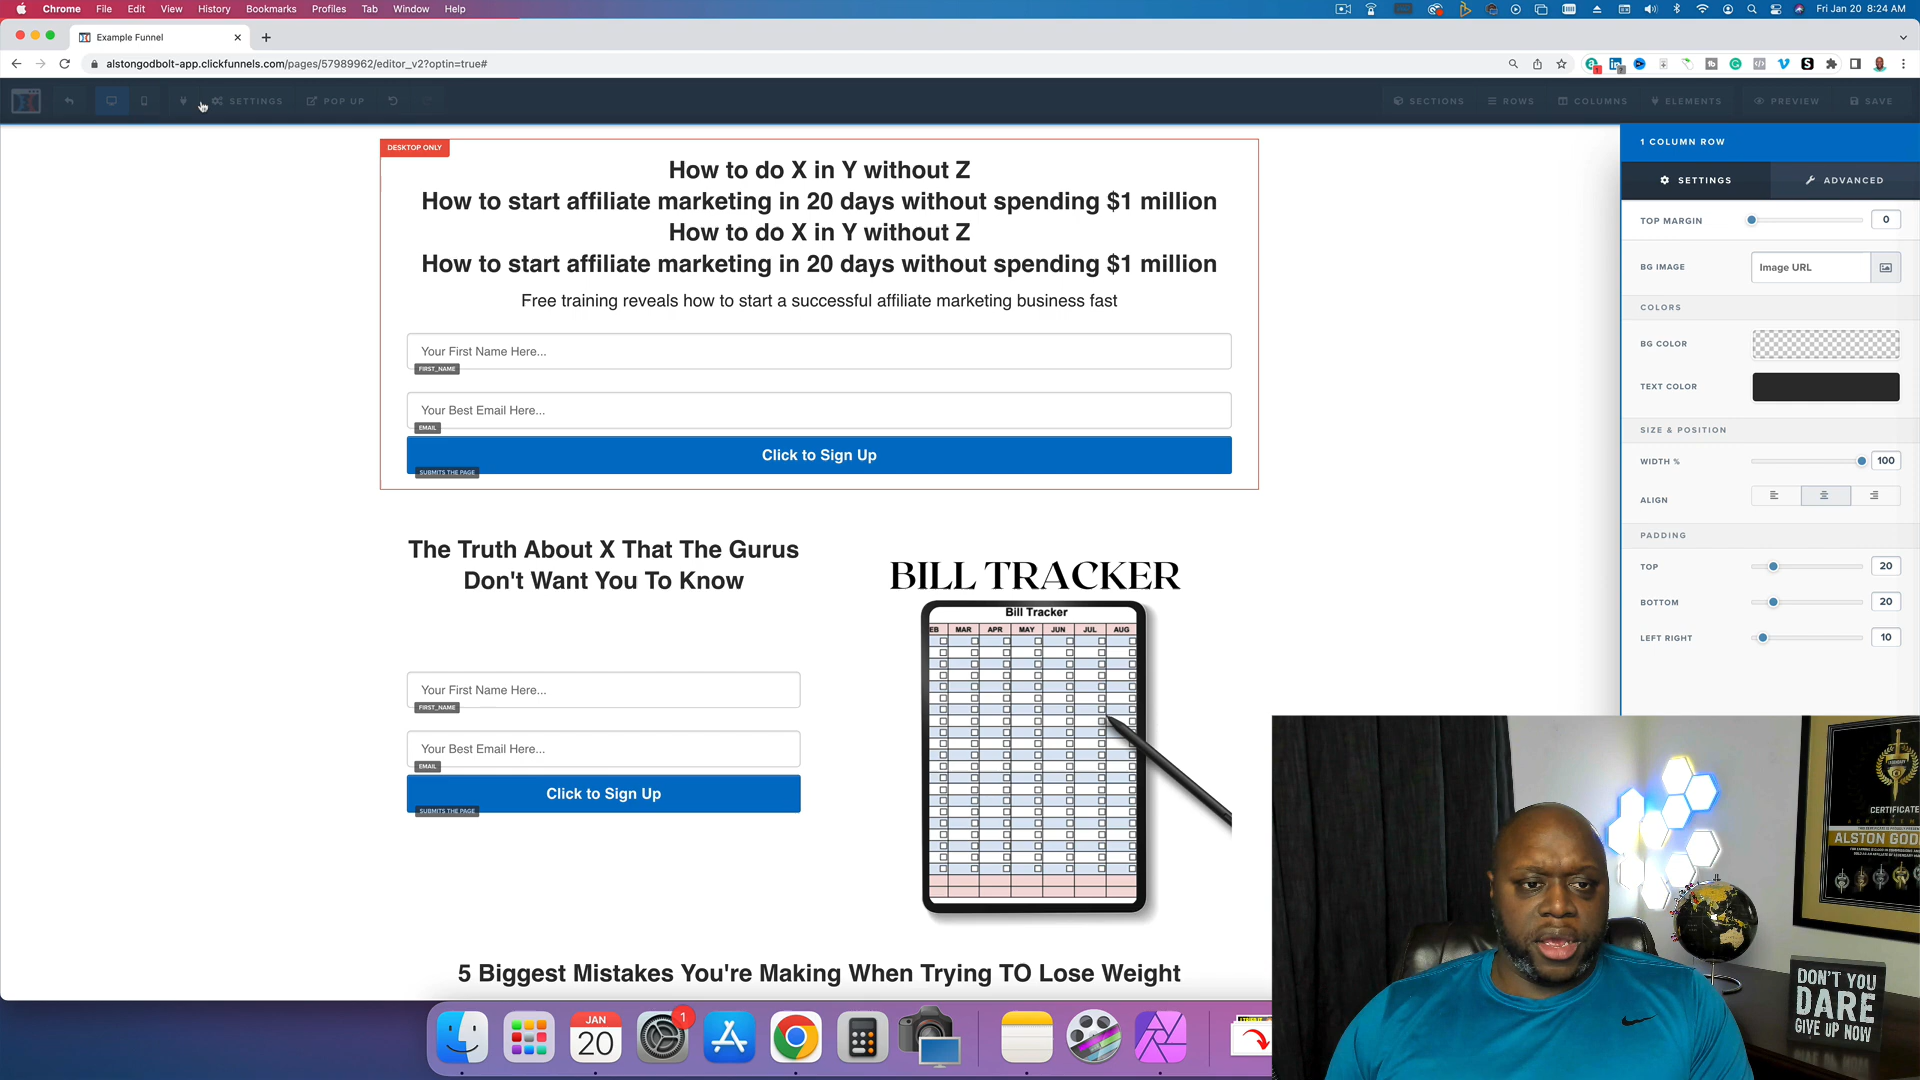 Chrome File Edit View History Bookmarks Profiles Tab Window Help
Fri Jan 20 8:24 AM
Example Funnel
alstongodbolt-app.clickfunnels.com/pages/57989962/editor_v2?optin=true#
SETTINGS POP UP SECTIONS ROWS COLUMNS ELEMENTS PREVIEW SAVE
DESKTOP ONLY
How to do X in Y without Z
How to start affiliate marketing in 20 days without spending $1 million
How to do X in Y without Z
How to start affiliate marketing in 20 days without spending $1 million
Free training reveals how to start a successful affiliate marketing business fast
Your First Name Here...
FIRST_NAME
Your Best Email Here...
EMAIL
Click to Sign Up
SUBMITS THE PAGE
The Truth About X That The Gurus
Don't Want You To Know
Your First Name Here...
FIRST_NAME
Your Best Email Here...
EMAIL
Click to Sign Up
SUBMITS THE PAGE
BILL TRACKER
Bill Tracker
EB MAR APR MAY JUN JUL AUG
5 Biggest Mistakes You're Making When Trying TO Lose Weight
1 COLUMN ROW
SETTINGS ADVANCED
TOP MARGIN 0
BG IMAGE Image URL
COLORS
BG COLOR
TEXT COLOR
SIZE & POSITION
WIDTH % 100
ALIGN
PADDING
TOP 20
BOTTOM 20
LEFT RIGHT 10
JAN
20
1
CERTIFICATE
ALSTON GOD
DON'T YOU
DARE
GIVE UP NOW